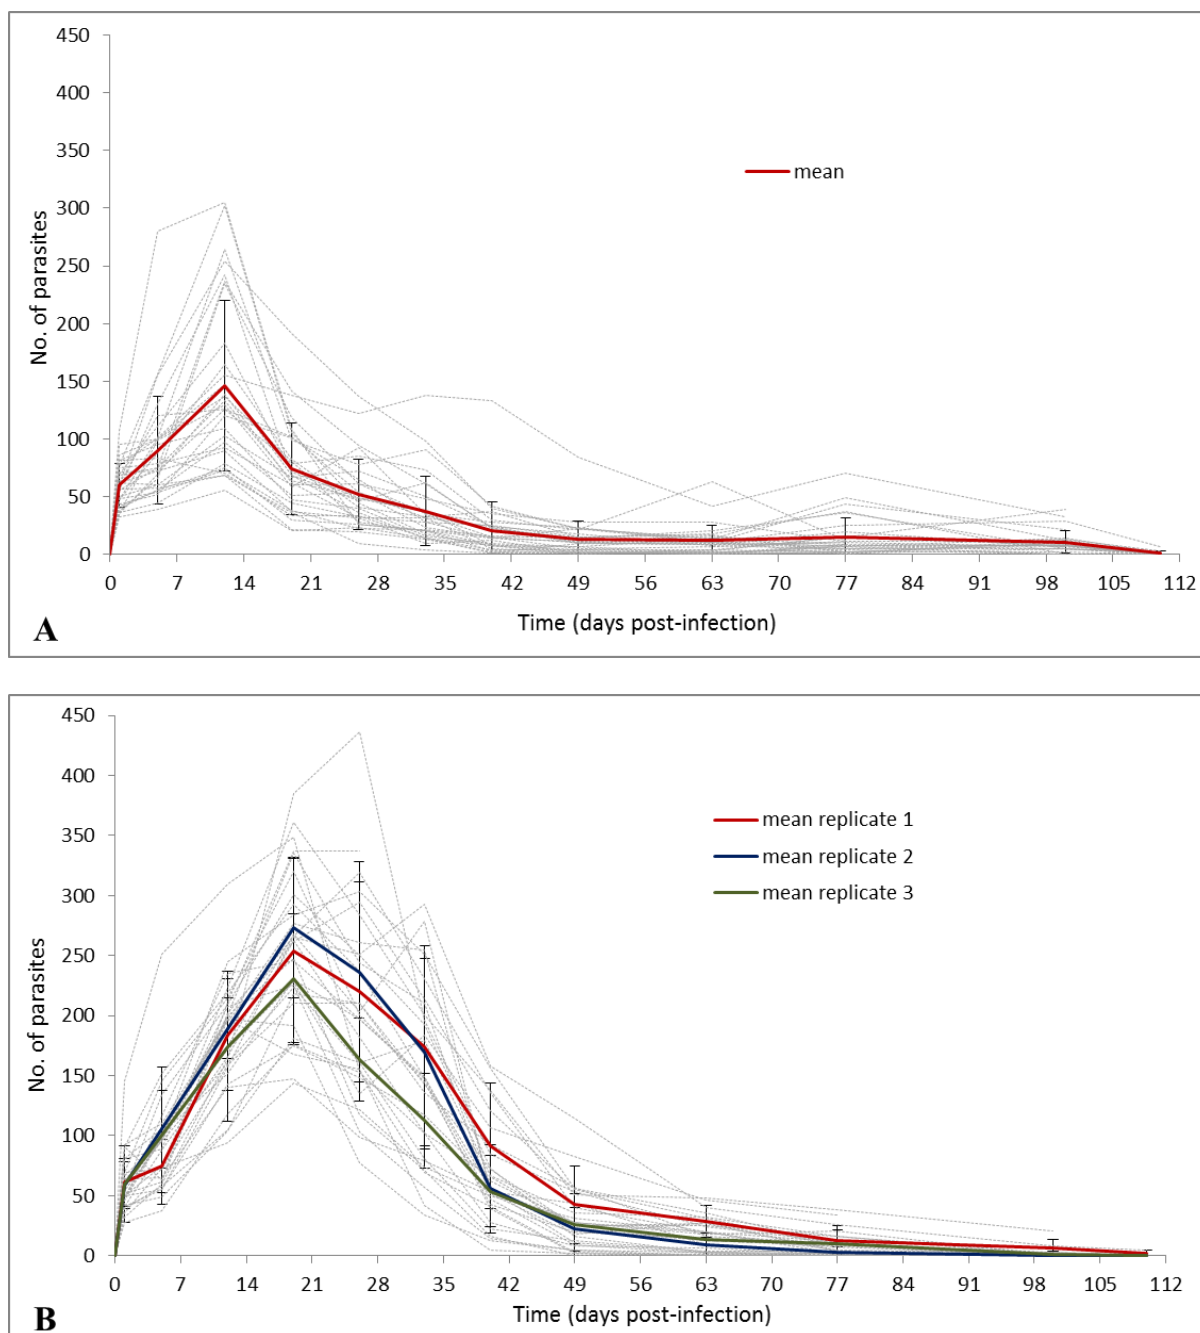 450
400
350
300
250
200
150
100
50
0
No. of parasites
mean
0 7 14 21 28 35 42 49 56 63 70 77 84 91 98 105 112
Time (days post-infection)
A
450
400
350
300
250
200
150
100
50
0
No. of parasites
mean replicate 1
mean replicate 2
mean replicate 3
0 7 14 21 28 35 42 49 56 63 70 77 84 91 98 105 112
Time (days post-infection)
B